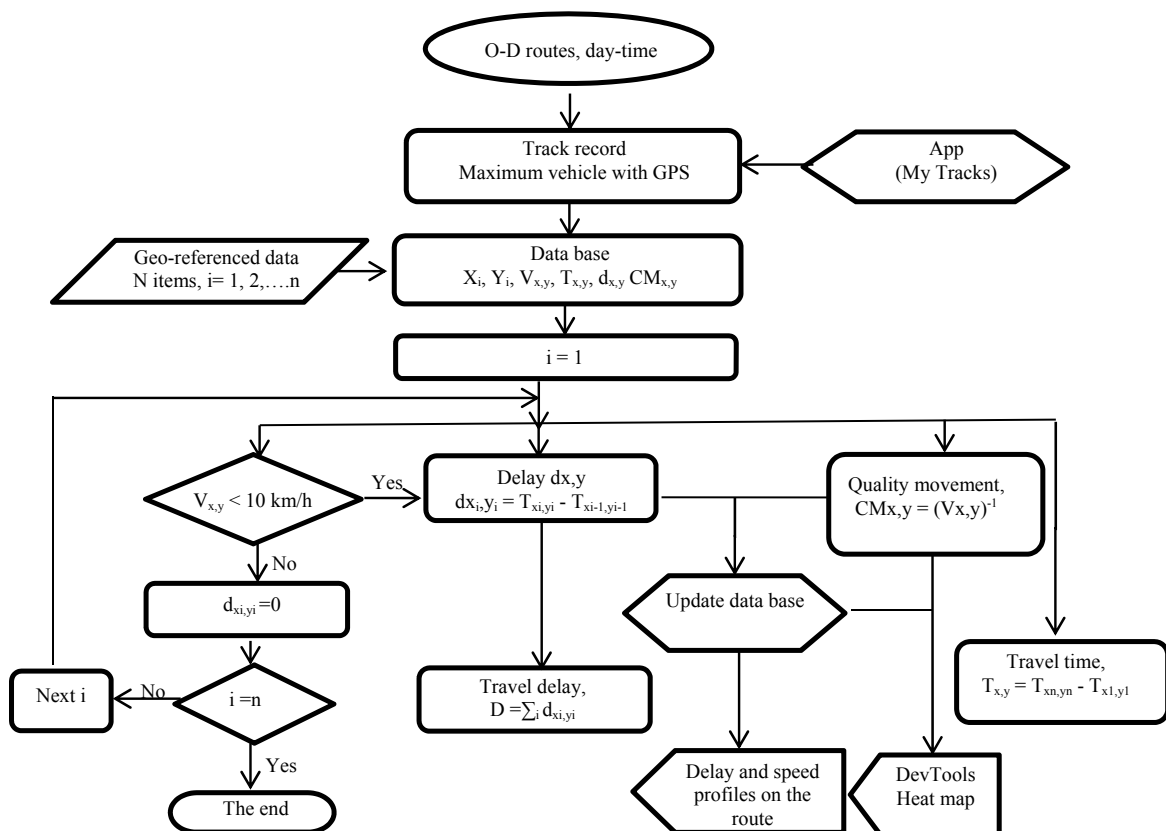 O-D routes, day-time
Track record
Maximum vehicle with GPS
App
(My Tracks)
Geo-referenced data
N items, i= 1, 2,….n
Data base
Xᵢ, Yᵢ, Vx,y, Tx,y, dx,y CMx,y
i = 1
Vx,y < 10 km/h
Yes
Delay dx,y
dxᵢ,yᵢ = Txi,yi - Txi-1,yi-1
Quality movement,
CMx,y = (Vx,y)⁻¹
No
dxi,yi =0
Update data base
Next i
No
i =n
Travel delay,
D =∑ᵢ dxi,yi
Travel time,
Tx,y = Txn,yn - Tx1,y1
Yes
The end
Delay and speed
profiles on the
route
DevTools
Heat map